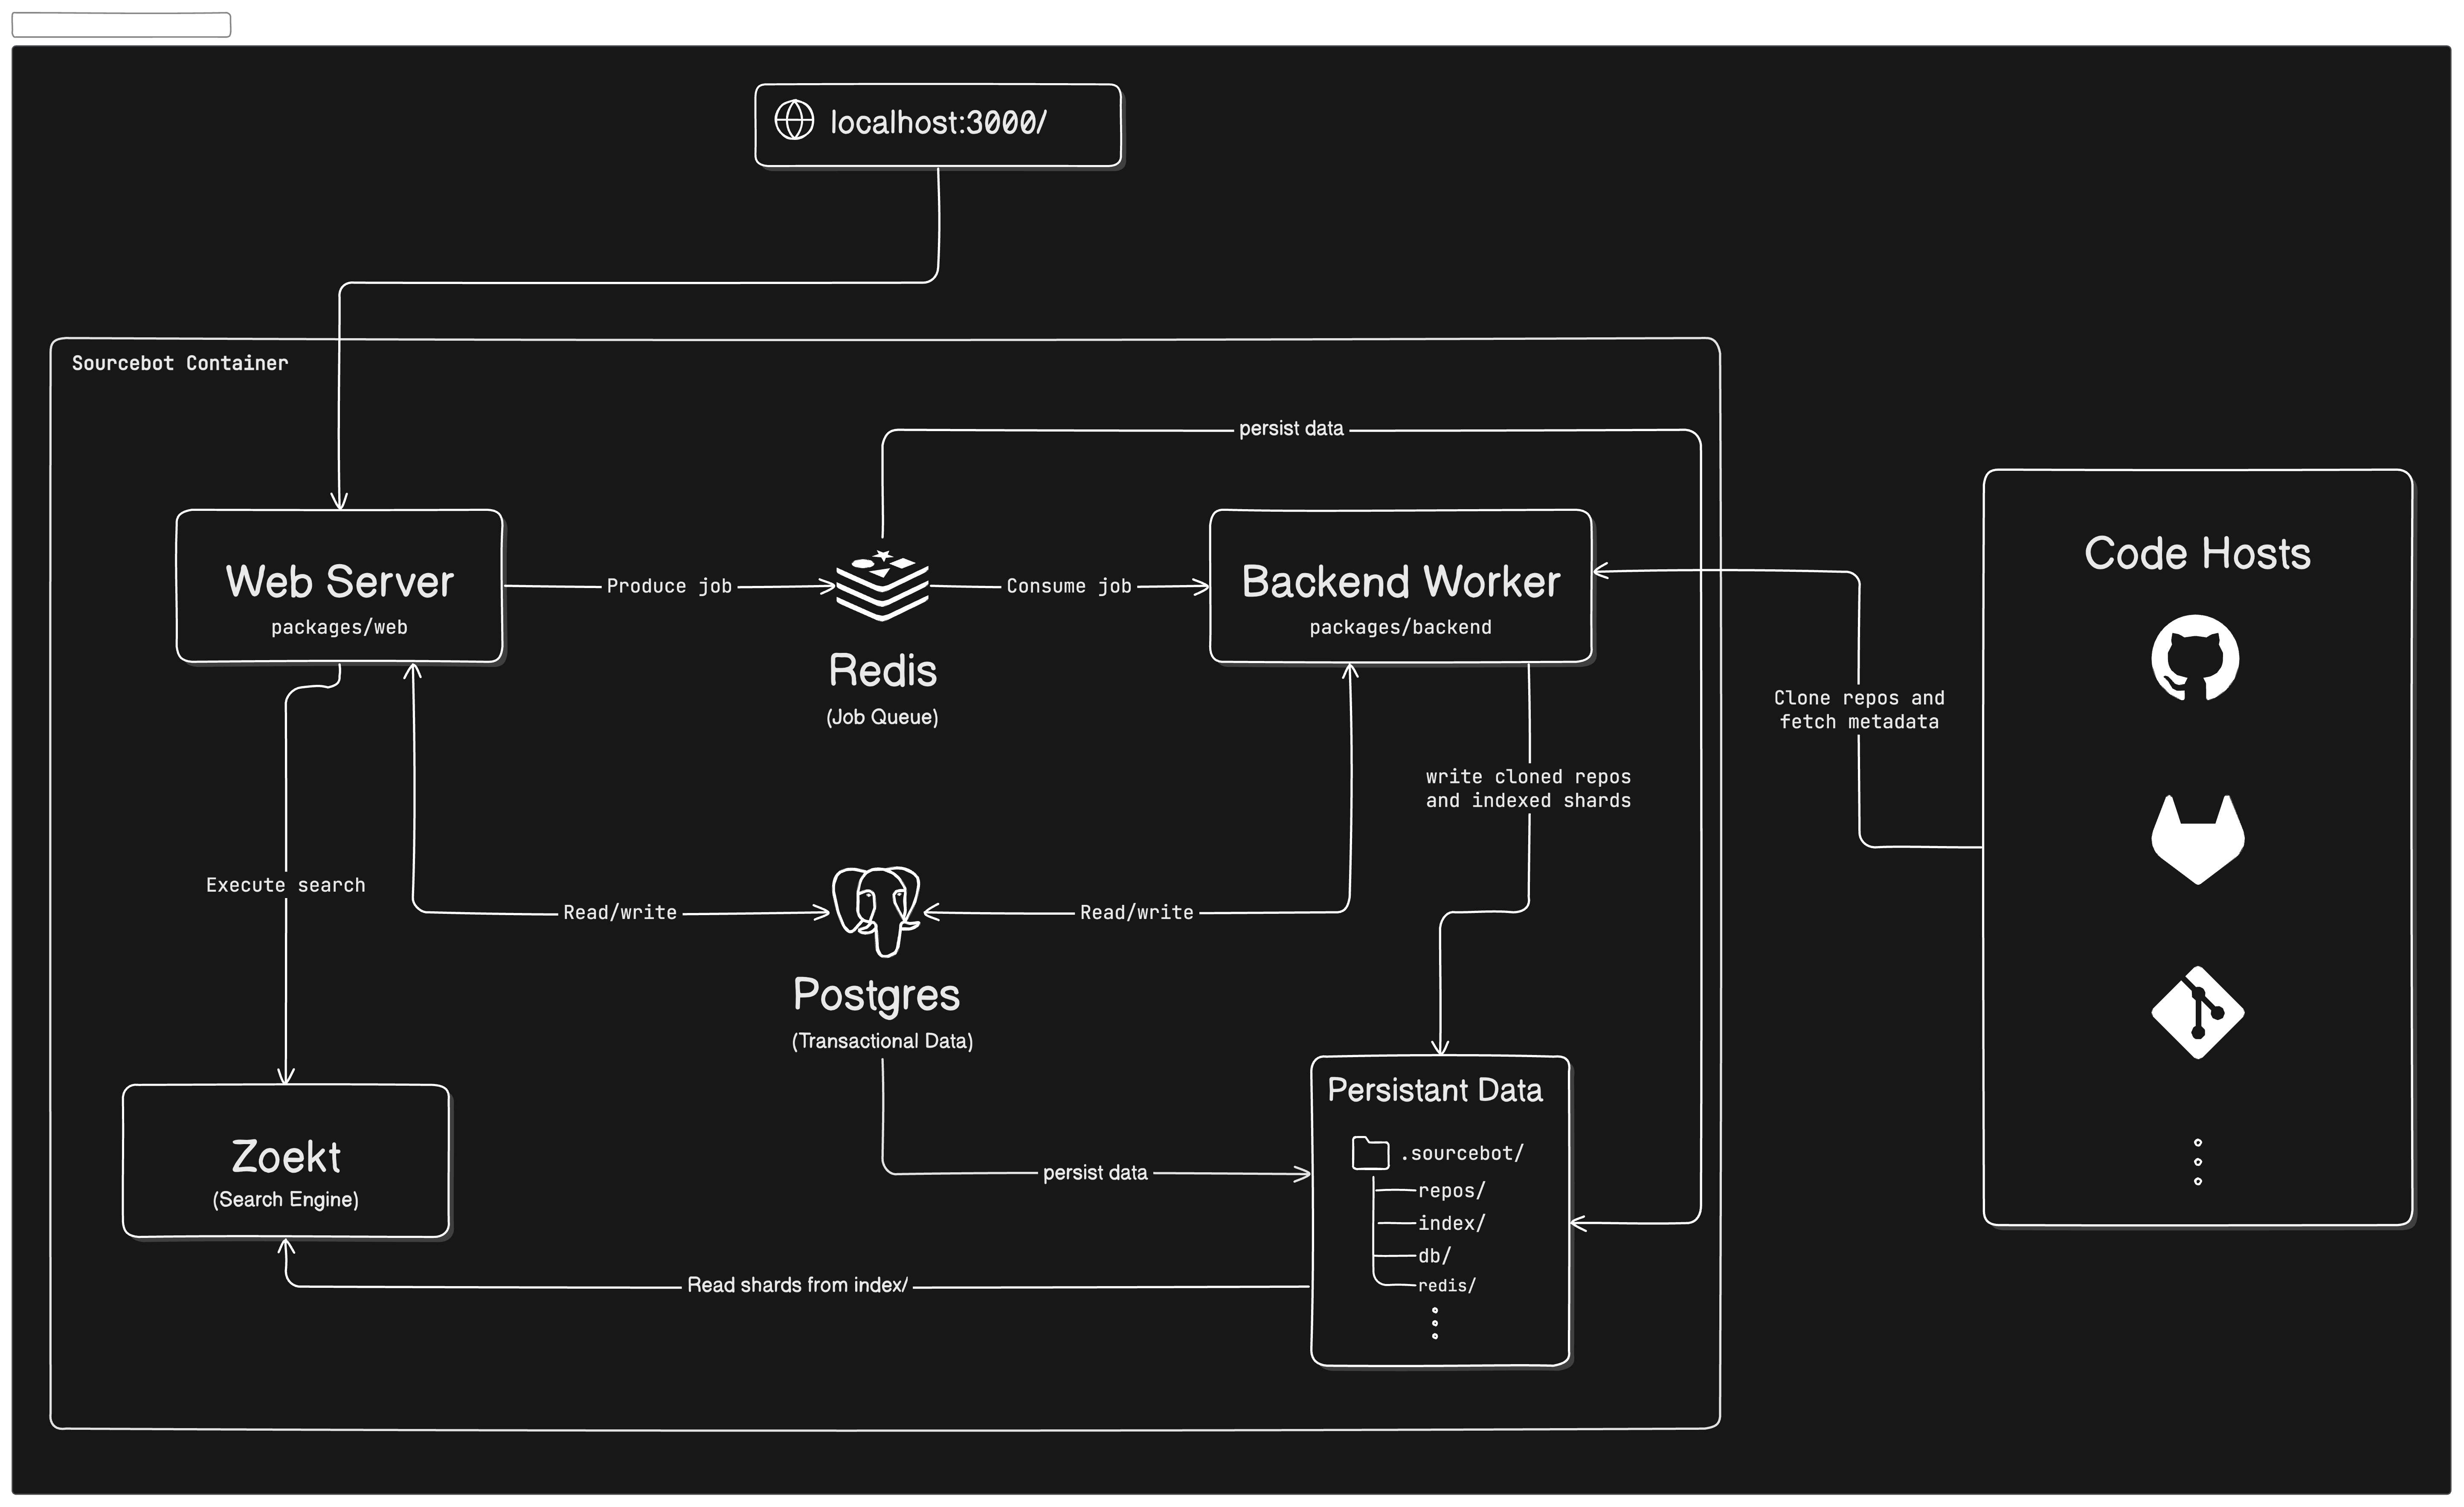 localhost:3000/
Sourcebot Container
persist data
Web Server
packages/web
Produce job
Consume job
Redis
(Job Queue)
Backend Worker
packages/backend
Code Hosts
Clone repos and
fetch metadata
write cloned repos
and indexed shards
Execute search
Read/write
Read/write
Postgres
(Transactional Data)
Persistant Data
.sourcebot/
repos/
index/
db/
redis/
persist data
Zoekt
(Search Engine)
Read shards from index/